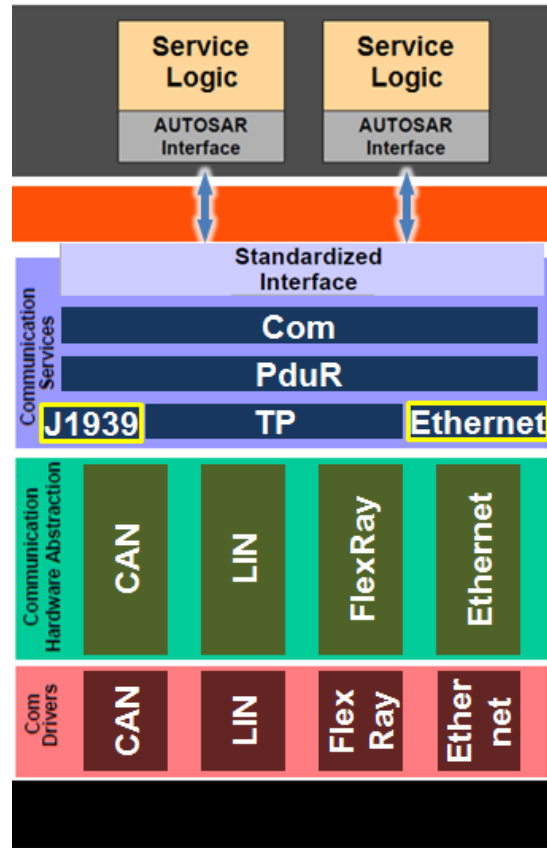 Service
Logic
AUTOSAR
Interface
Service
Logic
AUTOSAR
Interface
Standardized
Interface
Communication
Services
Com
PduR
J1939
TP
Ethernet
Communication
Hardware Abstraction
CAN
LIN
FlexRay
Ethernet
Com
Drivers
CAN
LIN
Flex
Ray
Ether
net